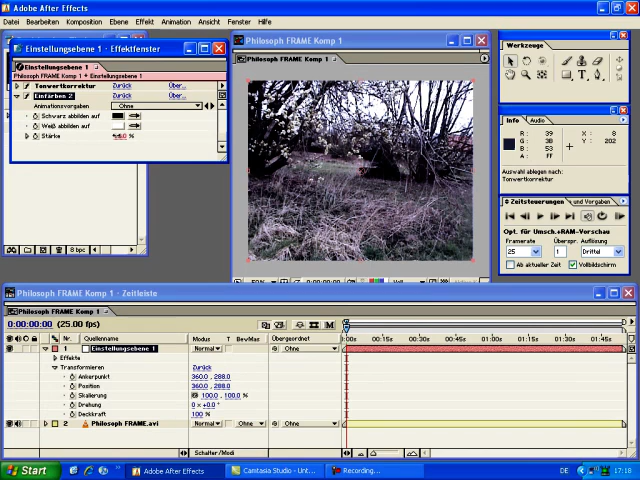 Adobe After Effects
Datei Bearbeiten Komposition Ebene Effekt Animation Ansicht Fenster Hilfe
Einstellungsebene 1 - Effektfenster
Einstellungsebene 1
Philosoph FRAME Komp 1 * Einstellungsebene 1
Tonwertkorrektur Zurück Über...
Einfärben 2 Zurück Über...
Animationsvorgaben Ohne
Schwarz abbilden auf
Weiß abbilden auf
Stärke %
8 bpc
Philosoph FRAME Komp 1
Philosoph FRAME Komp 1
Werkzeuge
Info Audio
R : 39 X : 8
G : 38 Y : 202
B : 53
A : ff
Auswahl ablegen nach:
Tonwertkorrektur
Zeitsteuerungen und Vorgaben
Opt. für Umsch.+RAM-Vorschau
Framerate Überspr. Auflösung
25 1 Drittel
Ab aktueller Zeit Vollbildschirm
Philosoph FRAME Komp 1 - Zeitleiste
Philosoph FRAME Komp 1
0:00:00:00 (25.00 fps)
Nr. Quellenname Modus T BewMas Übergeordnet
00:15s 00:30s 00:45s 01:00s 01:15s 01:30s 01:45s
1 Einstellungsebene 1 Normal Ohne
Effekte
Transformieren Zurück
Ankerpunkt 360.0 , 288.0
Position 360.0 , 288.0
Skalierung 100.0 , 100.0 %
Drehung 0 x +0.0 °
Deckkraft 100 %
2 Philosoph FRAME.avi Normal Ohne Ohne
Schalter/Modi
Start Adobe After Effects Camtasia Studio - Unt... Recording... DE 17:18